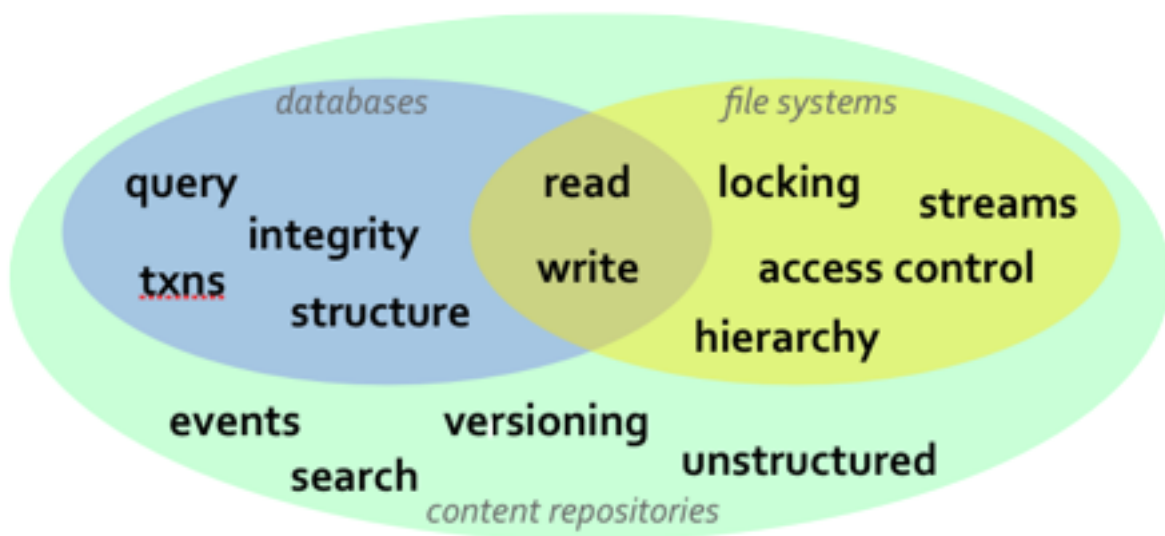 databases
file systems
query
read
locking
streams
integrity
txns
write
access control
structure
hierarchy
events
versioning
search
unstructured
content repositories